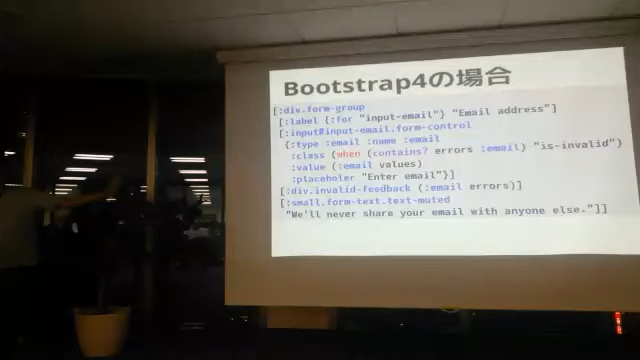 Bootstrap4の場合
[:div.form-group
[:label {:for "input-email"} "Email address"]
[:input#input-email.form-control
{:type :email :name :email
:class (when (contains? errors :email) "is-invalid")
:value (:email values)
:placeholer "Enter email"}]
[:div.invalid-feedback (:email errors)]
[:small.form-text.text-muted
"We'll never share your email with anyone else."]]